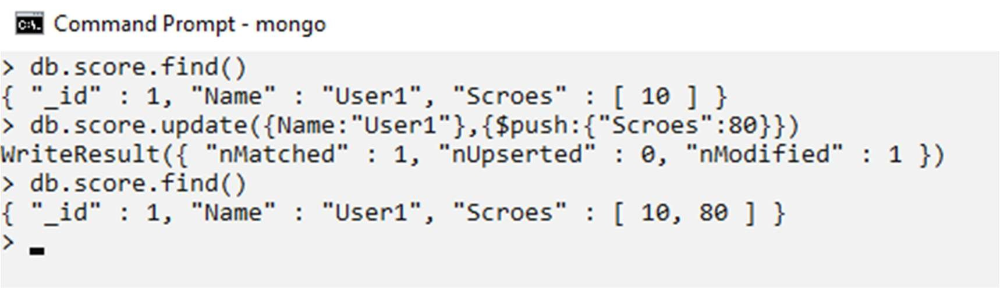 C:\. Command Prompt - mongo
> db.score.find()
{ "_id" : 1, "Name" : "User1", "Scroes" : [ 10 ] }
> db.score.update({Name:"User1"},{$push:{"Scroes":80}})
WriteResult({ "nMatched" : 1, "nUpserted" : 0, "nModified" : 1 })
> db.score.find()
{ "_id" : 1, "Name" : "User1", "Scroes" : [ 10, 80 ] }
>